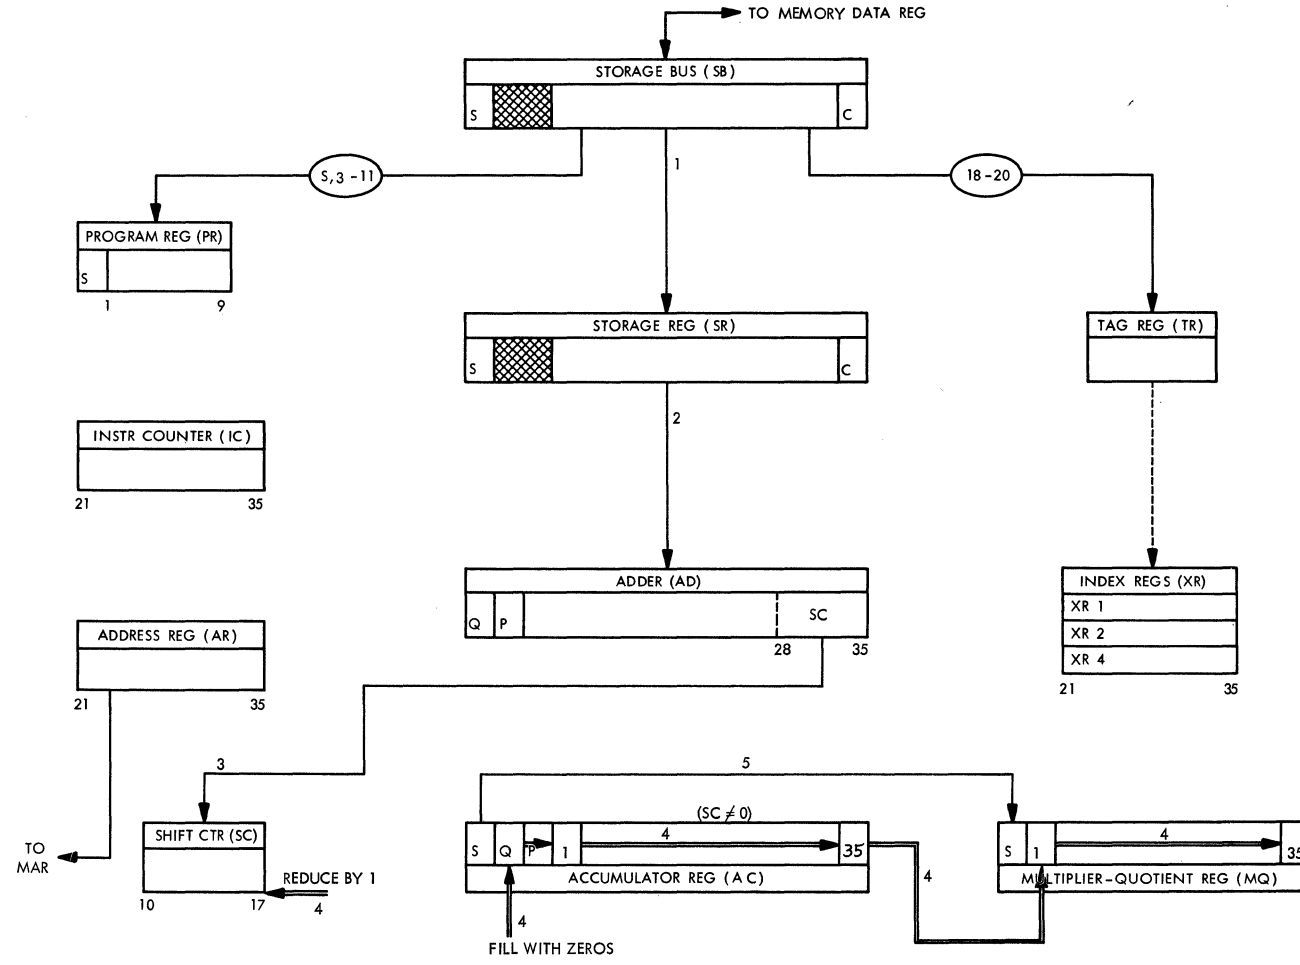 TO MEMORY DATA REG
STORAGE BUS (SB)
S
C
S,3-11
1
18-20
PROGRAM REG (PR)
S
1
9
STORAGE REG (SR)
S
C
TAG REG (TR)
2
INSTR COUNTER (IC)
21
35
ADDER (AD)
Q
P
SC
28
35
INDEX REGS (XR)
XR 1
XR 2
XR 4
21
35
ADDRESS REG (AR)
21
35
3
5
TO
MAR
SHIFT CTR (SC)
10
17
REDUCE BY 1
4
(SC ≠ 0)
S
Q
P
1
4
35
ACCUMULATOR REG (AC)
4
FILL WITH ZEROS
4
S
1
4
35
MULTIPLIER-QUOTIENT REG (MQ)